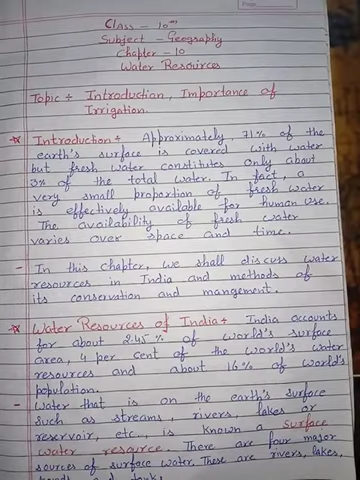 Page
Class - 10th
Subject - Geography
Chapter - 10
Water Resources
Topic ÷ Introduction, Importance of
Irrigation.
Introduction ÷ Approximately, 71% of the
earth's surface is covered with water
but fresh water constitutes only about
3% of the total water. In fact, a
very small proportion of fresh water
is effectively available for human use.
The availability of fresh water
varies over space and time.
- In this chapter, we shall discuss water
resources in India and methods of
its conservation and mangement.
Water Resources of India ÷ India accounts
for about 2.45% of world's surface
area, 4 per cent of the world's water
resources and about 16% of world's
population.
- Water that is on the earth's surface
such as streams, rivers, lakes or
reservoir, etc., is known a surface
water resource. There are four major
sources of surface water. These are rivers, lakes,